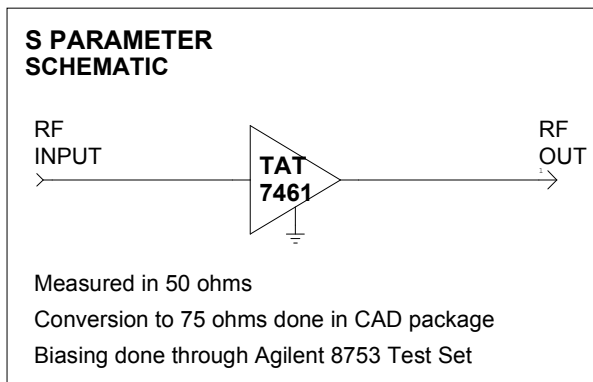 S PARAMETER
SCHEMATIC
RF
INPUT
TAT
7461
RF
OUT
1
Measured in 50 ohms
Conversion to 75 ohms done in CAD package
Biasing done through Agilent 8753 Test Set